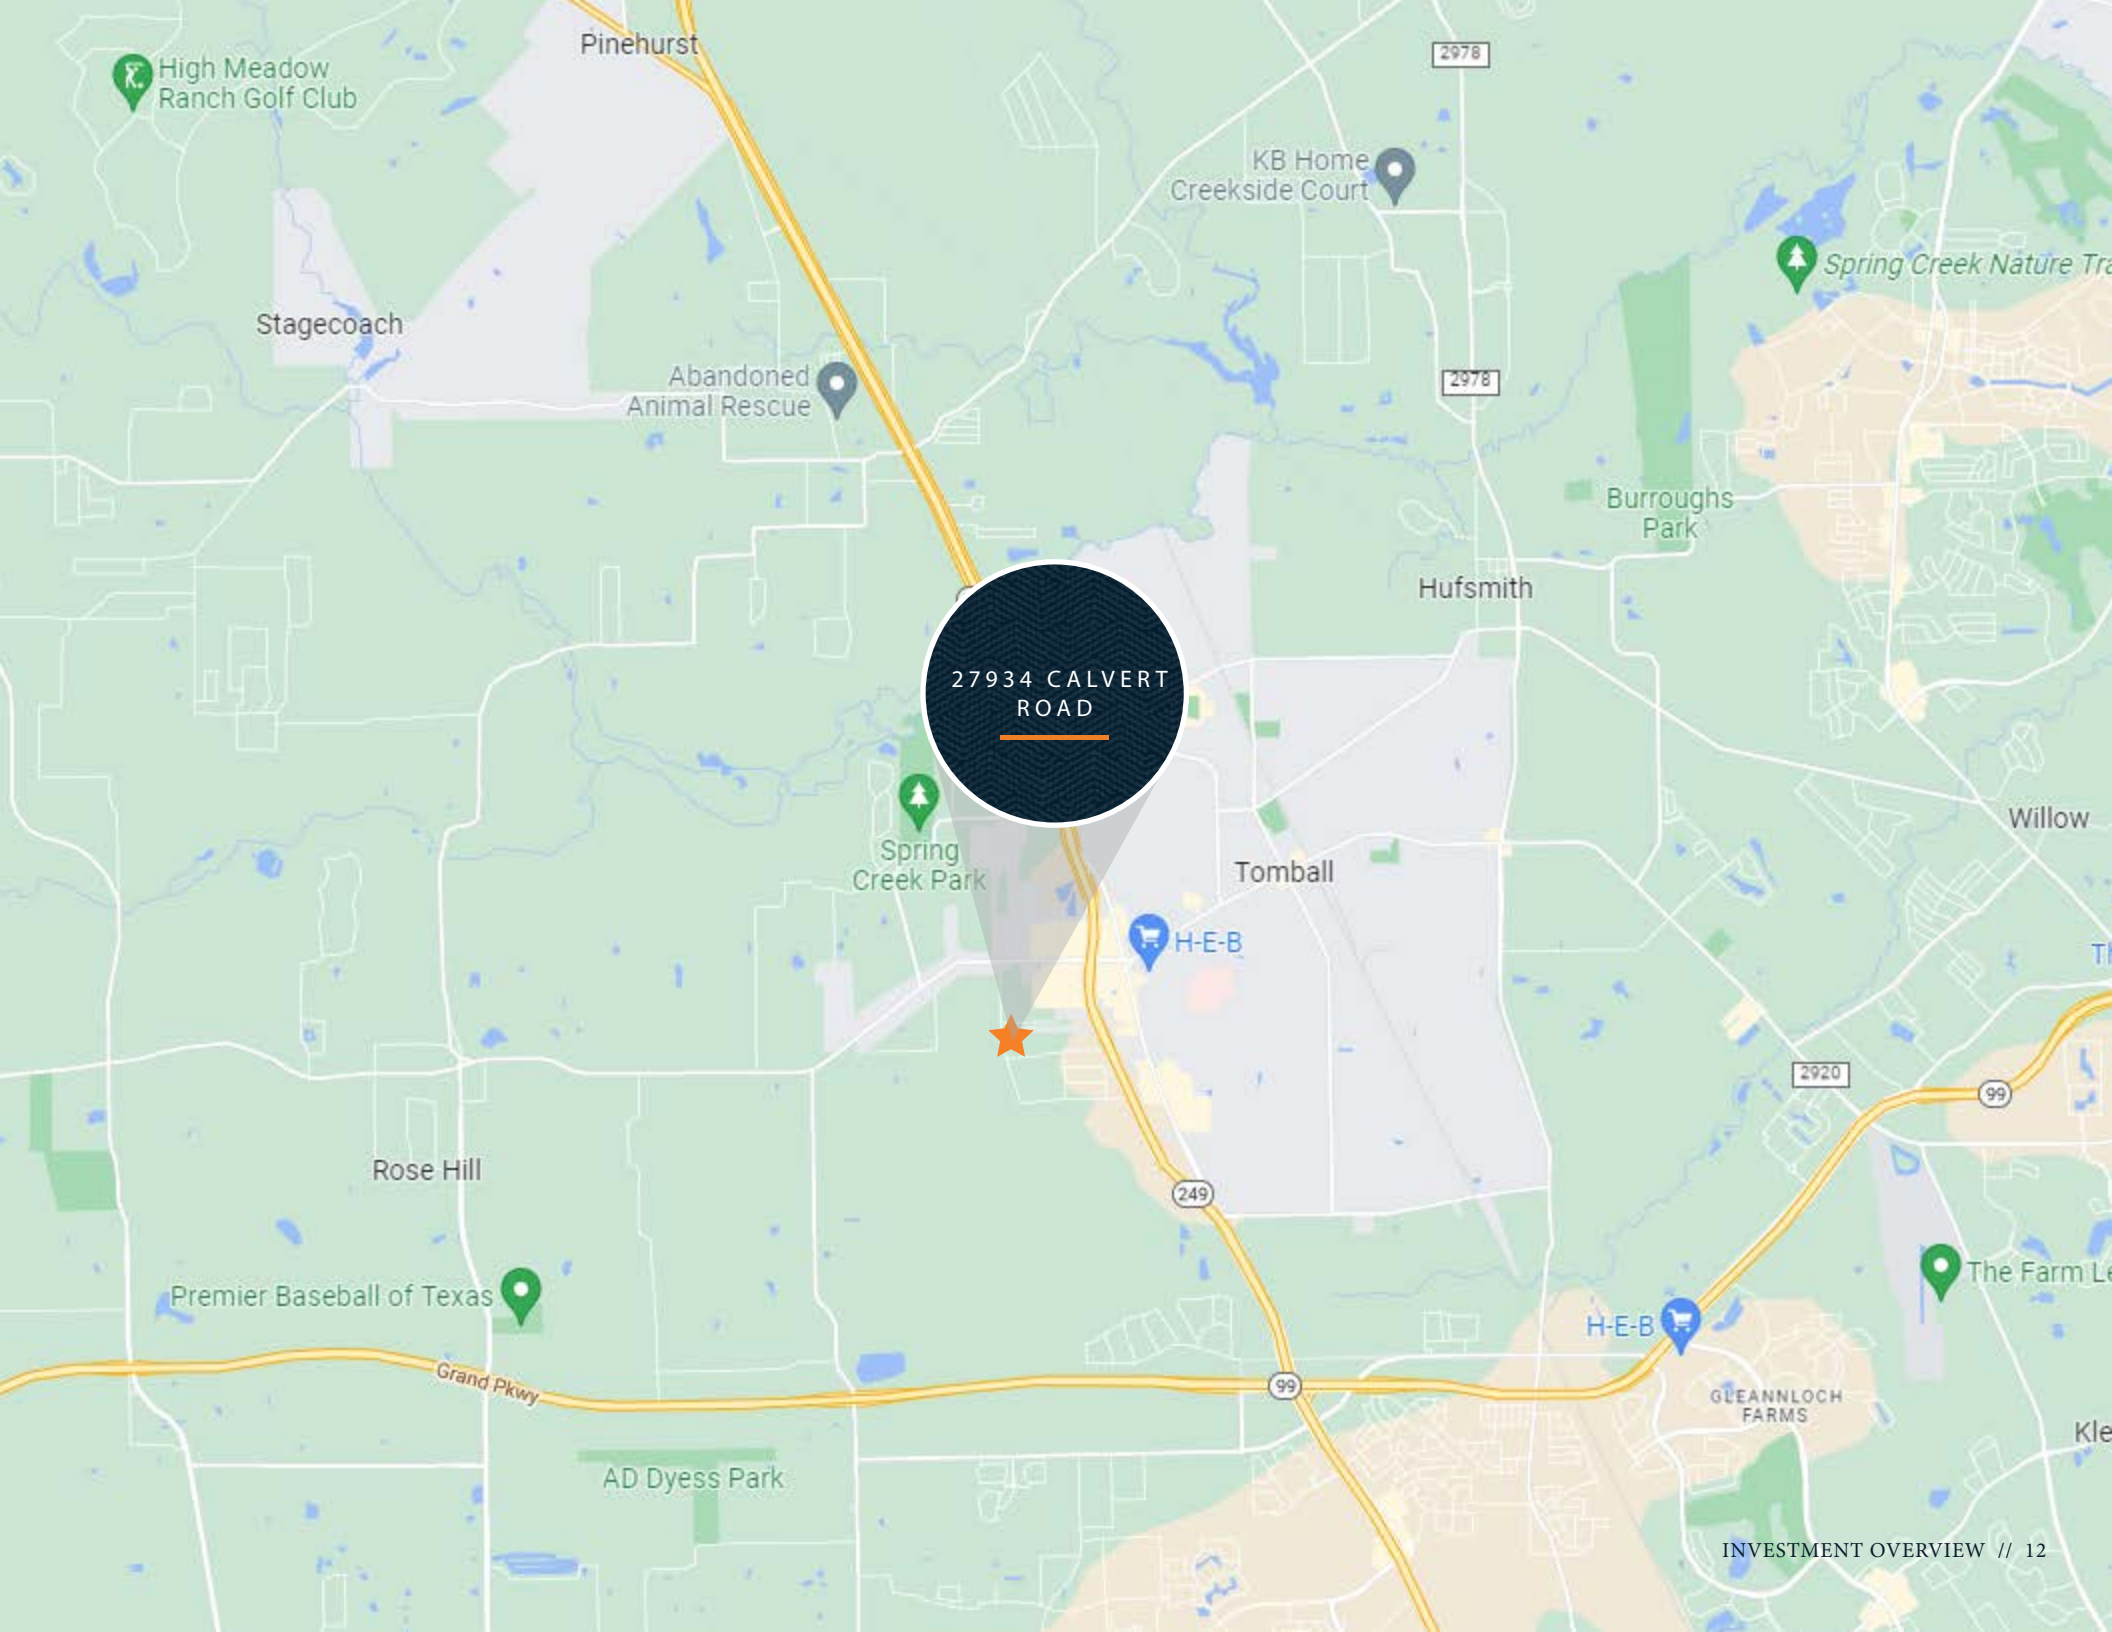 Pinehurst
2978
High Meadow
Ranch Golf Club
KB Home
Creekside Court
Spring Creek Nature Tra
Stagecoach
Abandoned
Animal Rescue
2978
Burroughs
Park
Hufsmith
27934 CALVERT
ROAD
Willow
Spring
Creek Park
Tomball
H-E-B
Th
2920
99
Rose Hill
249
Premier Baseball of Texas
The Farm Le
H-E-B
Grand Pkwy
99
GLEANNLOCH
FARMS
Kle
AD Dyess Park
INVESTMENT OVERVIEW // 12